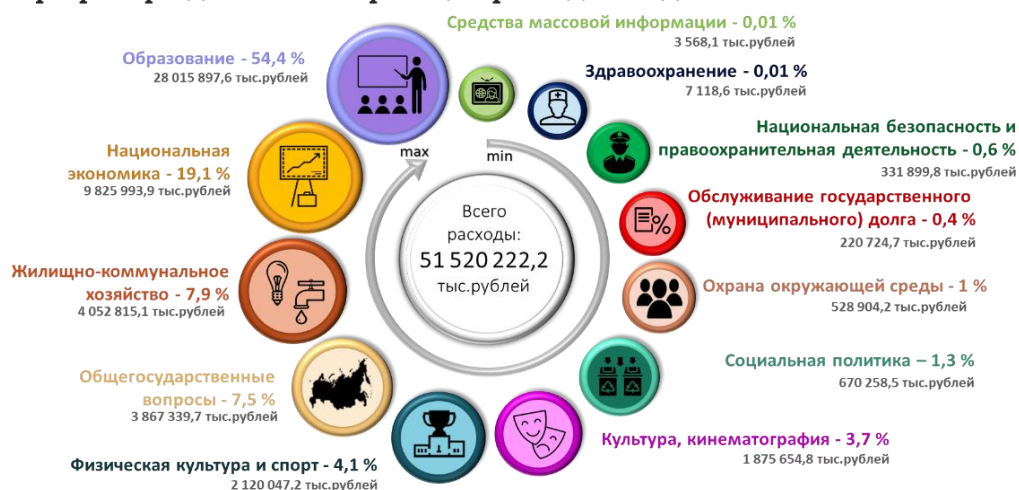 Средства массовой информации - 0,01 %
3 568,1 тыс.рублей
Образование - 54,4 %
28 015 897,6 тыс.рублей
Здравоохранение - 0,01 %
7 118,6 тыс.рублей
Национальная безопасность и
правоохранительная деятельность - 0,6 %
331 899,8 тыс.рублей
max
min
Национальная
экономика - 19,1 %
9 825 993,9 тыс.рублей
Обслуживание государственного
(муниципального) долга - 0,4 %
220 724,7 тыс.рублей
Всего
расходы:
51 520 222,2
тыс.рублей
Жилищно-коммунальное
хозяйство - 7,9 %
4 052 815,1 тыс.рублей
Охрана окружающей среды - 1 %
528 904,2 тыс.рублей
Социальная политика – 1,3 %
670 258,5 тыс.рублей
Общегосударственные
вопросы - 7,5 %
3 867 339,7 тыс.рублей
Культура, кинематография - 3,7 %
1 875 654,8 тыс.рублей
Физическая культура и спорт - 4,1 %
2 120 047,2 тыс.рублей